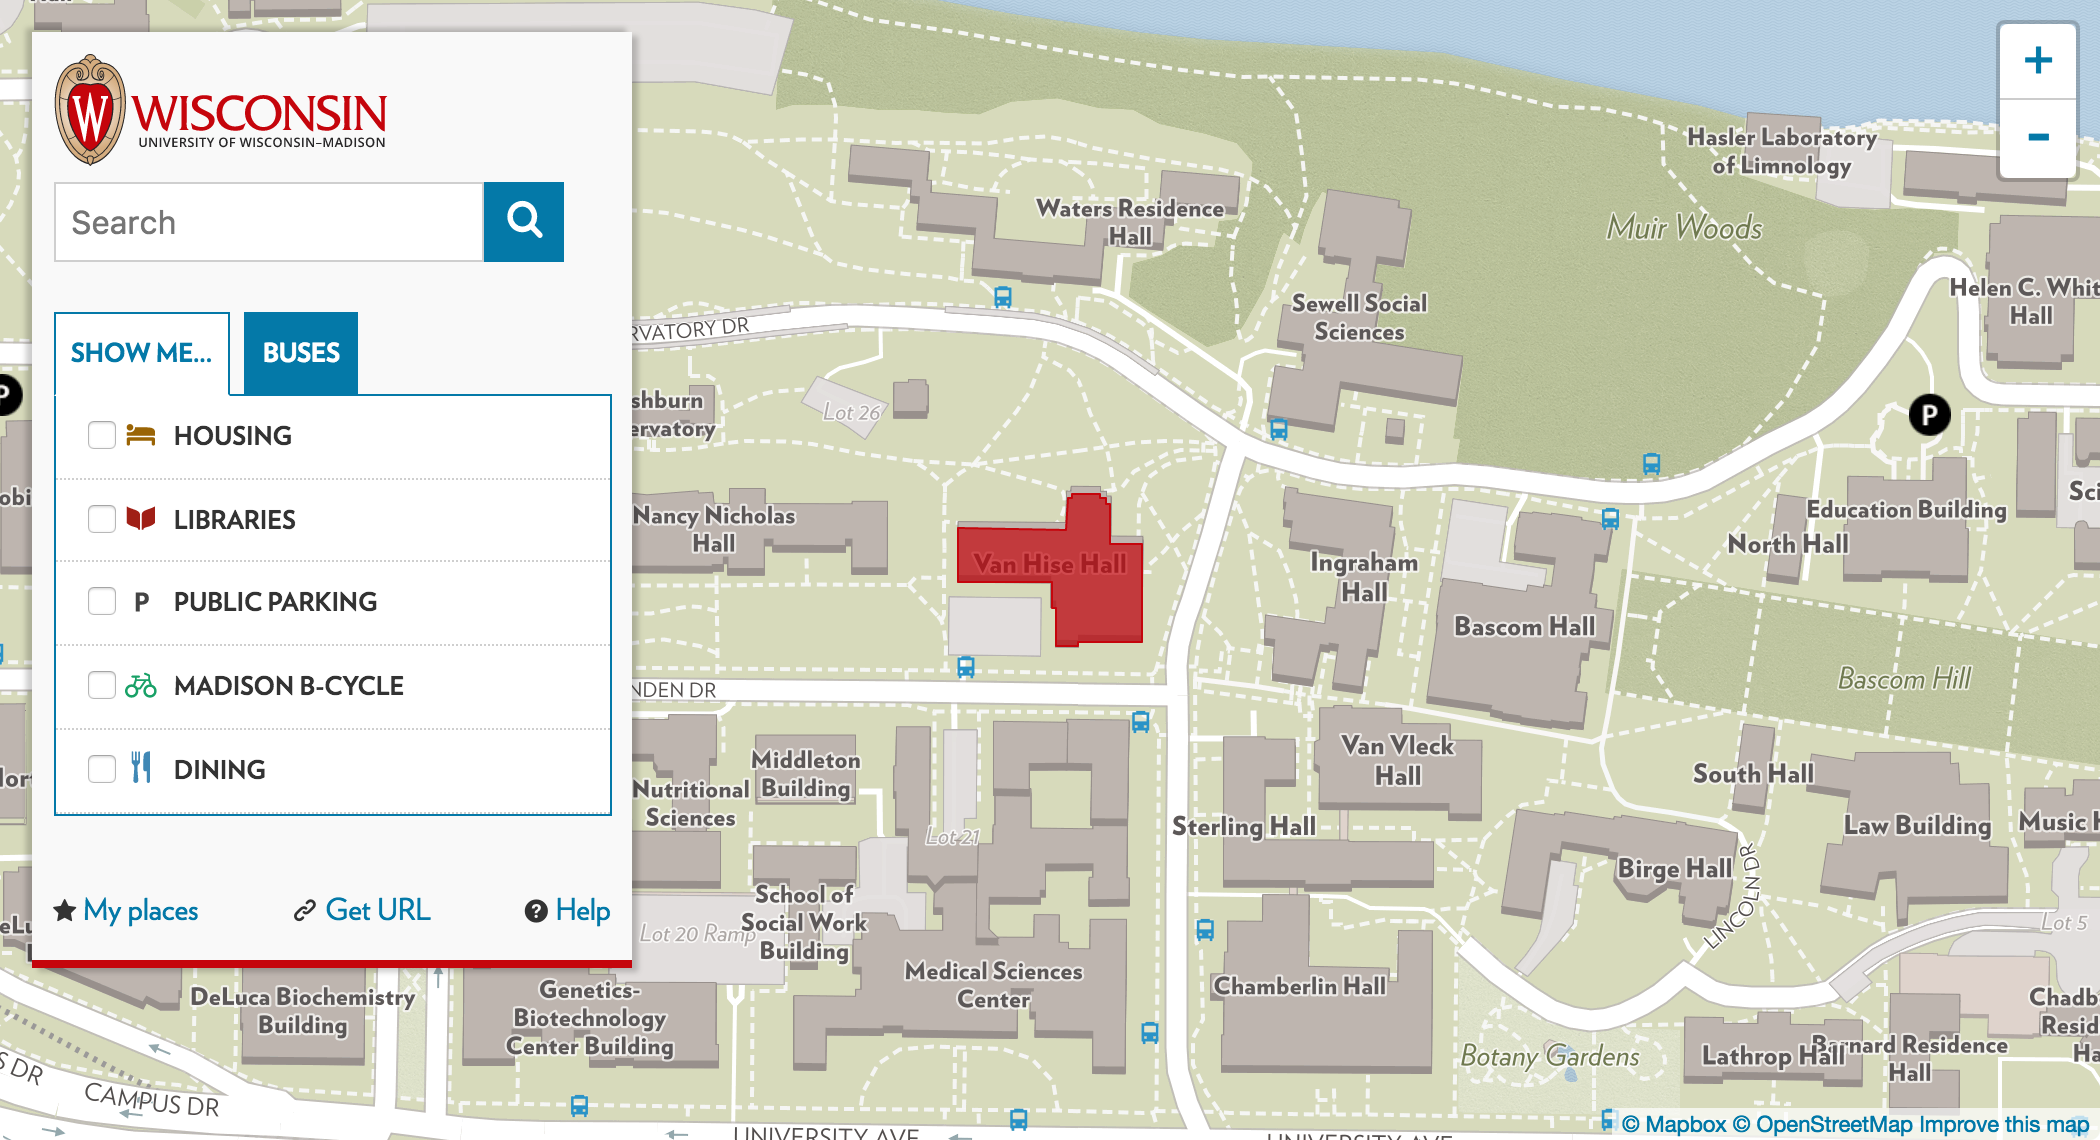 WISCONSIN
UNIVERSITY OF WISCONSIN–MADISON
Search
SHOW ME...
BUSES
HOUSING
LIBRARIES
P
PUBLIC PARKING
MADISON B-CYCLE
DINING
My places
Get URL
? Help
+
-
Hasler Laboratory
of Limnology
Muir Woods
Waters Residence
Hall
Sewell Social
Sciences
Helen C. Whit
Hall
RVATORY DR
shburn
ervatory
Lot 26
P
P
Nancy Nicholas
Hall
Van Hise Hall
Ingraham
Hall
Bascom Hall
Education Building
North Hall
Sci
obi
Bascom Hill
NDEN DR
Middleton
Building
Nutritional
Sciences
Van Vleck
Hall
South Hall
Law Building
Music H
Sterling Hall
Lot 21
Birge Hall
LINCOLN DR
Lot 5
School of
Social Work
Building
Lot 20 Ramp
Medical Sciences
Center
Chamberlin Hall
DeLuca Biochemistry
Building
Genetics-
Biotechnology
Center Building
Chadb
Resid
Ha
Botany Gardens
Lathrop Hall
Barnard Residence
Hall
S DR
CAMPUS DR
UNIVERSITY AVE
UNIVERSITY AVE
© Mapbox © OpenStreetMap Improve this map